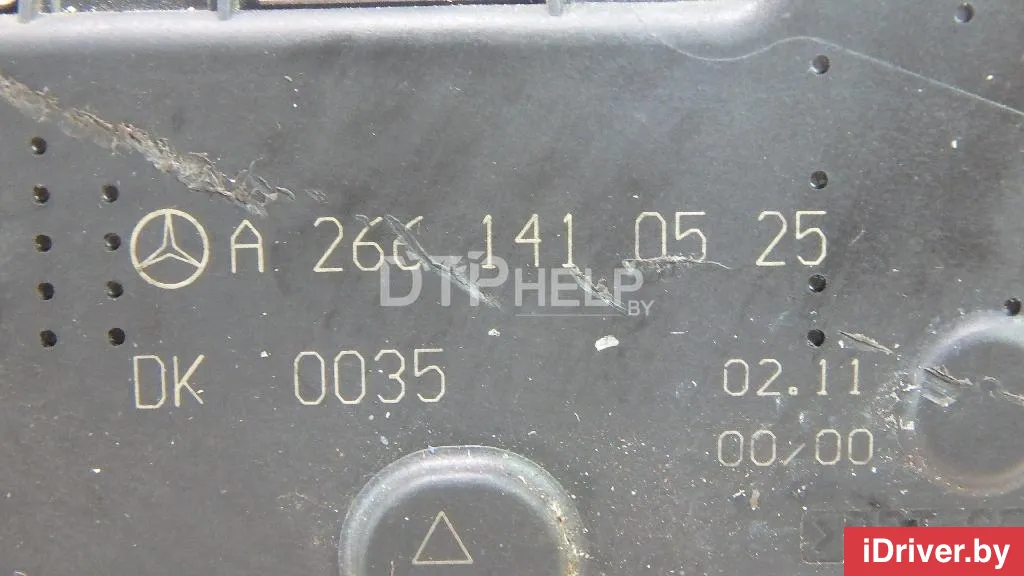 A 266 141 05 25
DTPHELP.BY
DK 0035
02.11
00/00
iDriver.by